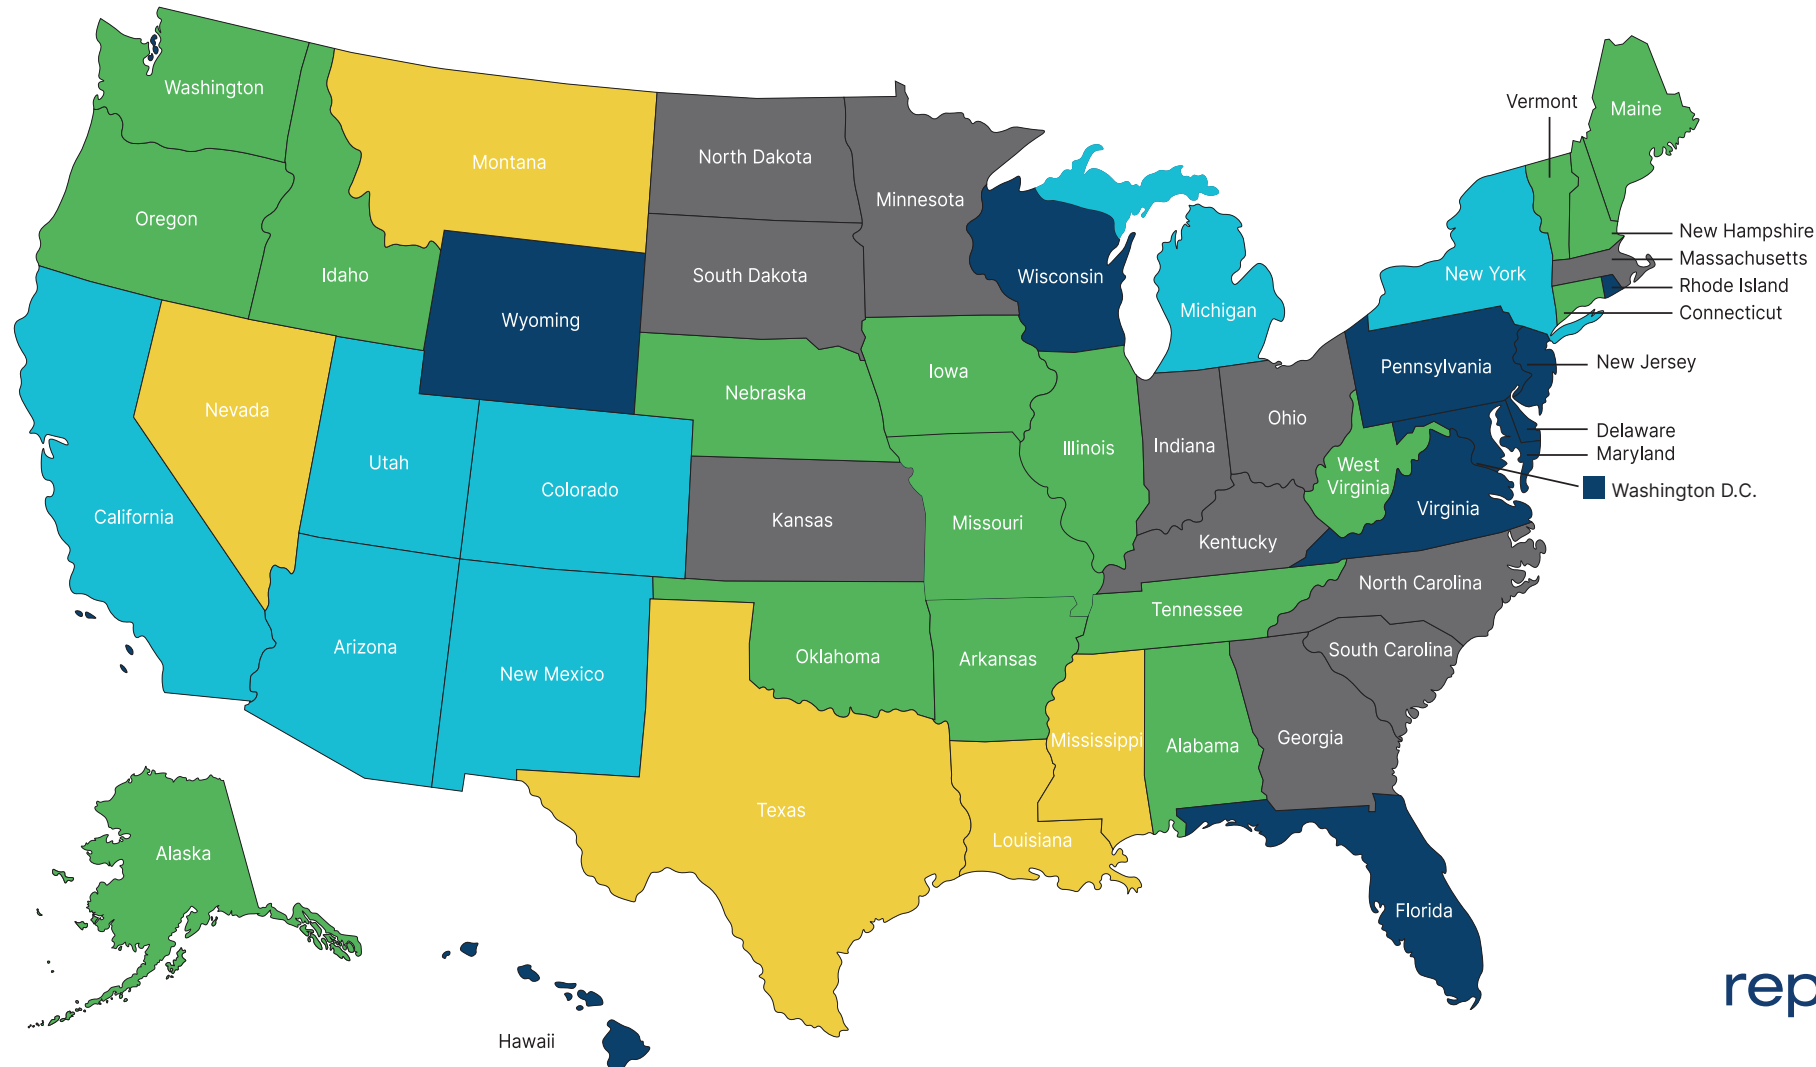 Washington
Montana
North Dakota
Minnesota
Vermont
Maine
Oregon
Idaho
South Dakota
Wisconsin
Michigan
New York
New Hampshire
Massachusetts
Rhode Island
Connecticut
Wyoming
Nebraska
Iowa
Pennsylvania
New Jersey
Nevada
Utah
Colorado
Illinois
Indiana
Ohio
Delaware
Maryland
West
Virginia
Washington D.C.
California
Kansas
Missouri
Kentucky
Virginia
North Carolina
Tennessee
South Carolina
Arizona
New Mexico
Oklahoma
Arkansas
Mississippi
Alabama
Georgia
Texas
Louisiana
Alaska
Florida
Hawaii
rep